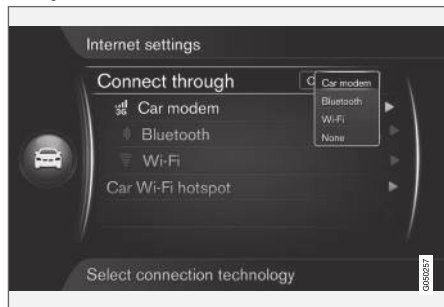 Internet settings
Connect through
Car modem
Bluetooth
Wi-Fi
None
3G Car modem
Bluetooth
Wi-Fi
Car Wi-Fi hotspot
Select connection technology
G050257